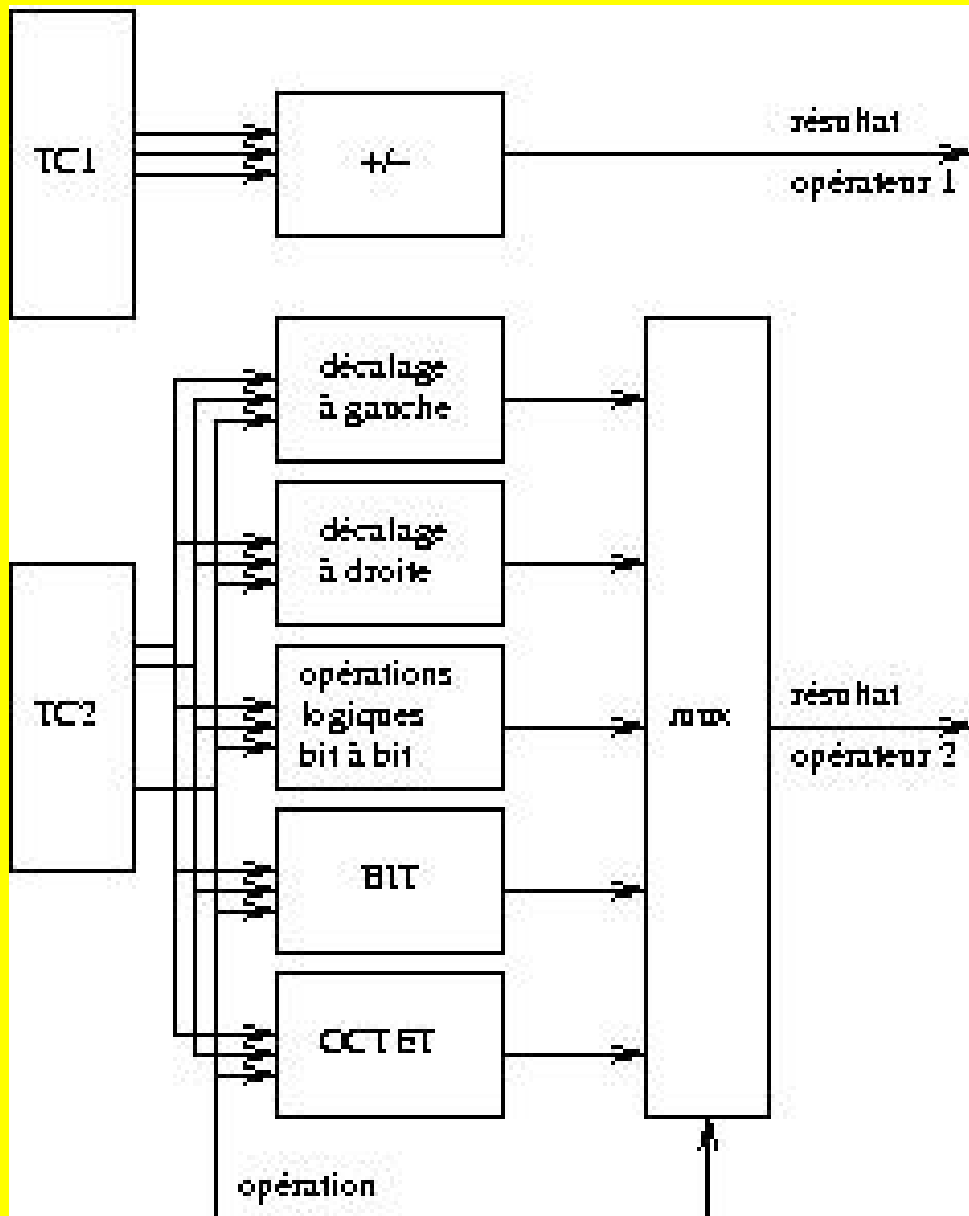 TC1
+/-
résultat
opérateur 1
décalage
à gauche
décalage
à droite
TC2
opérations
logiques
bit à bit
mux
résultat
opérateur 2
BIT
OCTET
opération